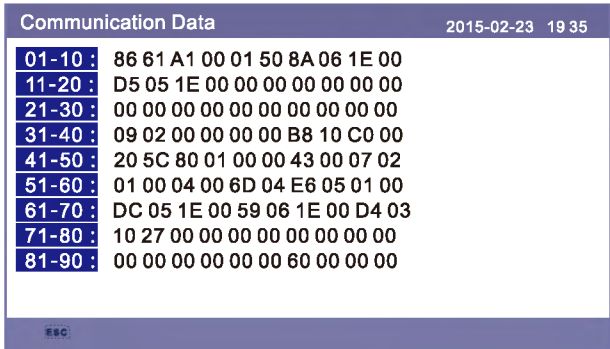 Communication Data 2015-02-23 19 35
01-10 : 86 61 A1 00 01 50 8A 06 1E 00
11-20 : D5 05 1E 00 00 00 00 00 00 00
21-30 : 00 00 00 00 00 00 00 00 00 00
31-40 : 09 02 00 00 00 00 B8 10 C0 00
41-50 : 20 5C 80 01 00 00 43 00 07 02
51-60 : 01 00 04 00 6D 04 E6 05 01 00
61-70 : DC 05 1E 00 59 06 1E 00 D4 03
71-80 : 10 27 00 00 00 00 00 00 00 00
81-90 : 00 00 00 00 00 00 60 00 00 00
ESC